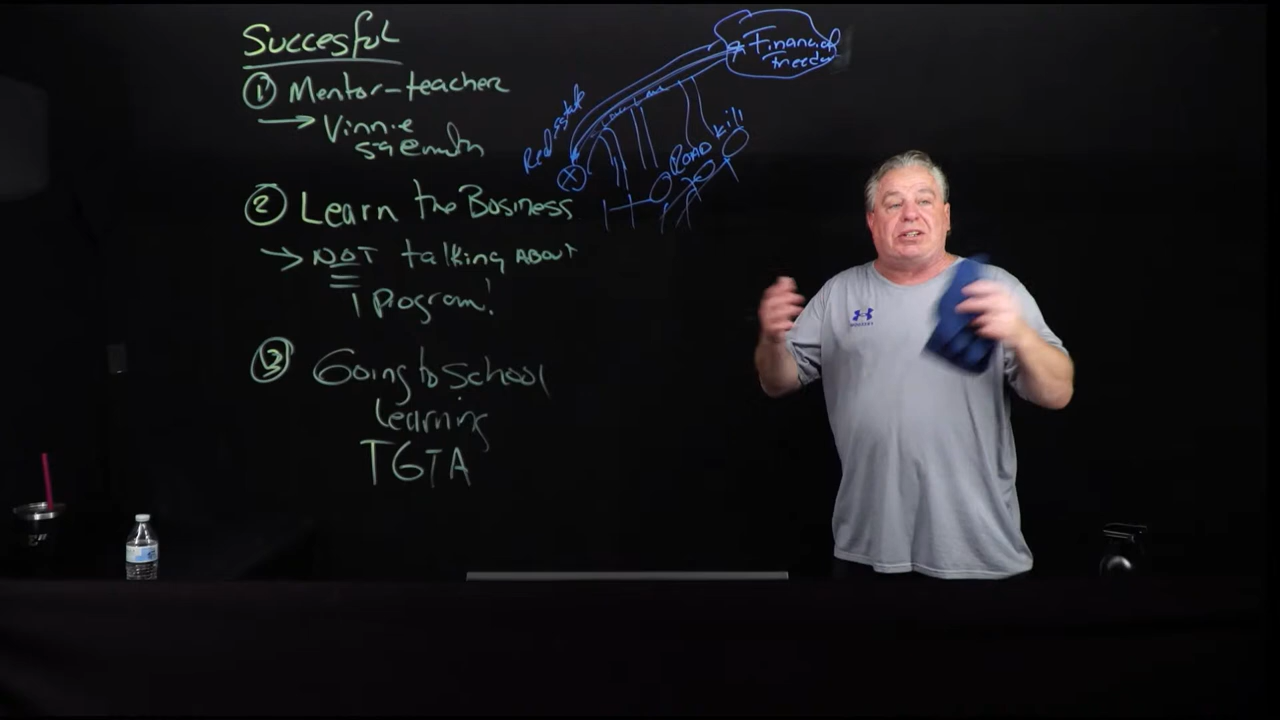 Succesful
① Mentor-teacher
→ Vinnie
② Learn the Business
→ NOT talking ABOUT
1 program!
③ Going to School
learning
TGTA
Financial
Freedom
Real estate
ROAD kill